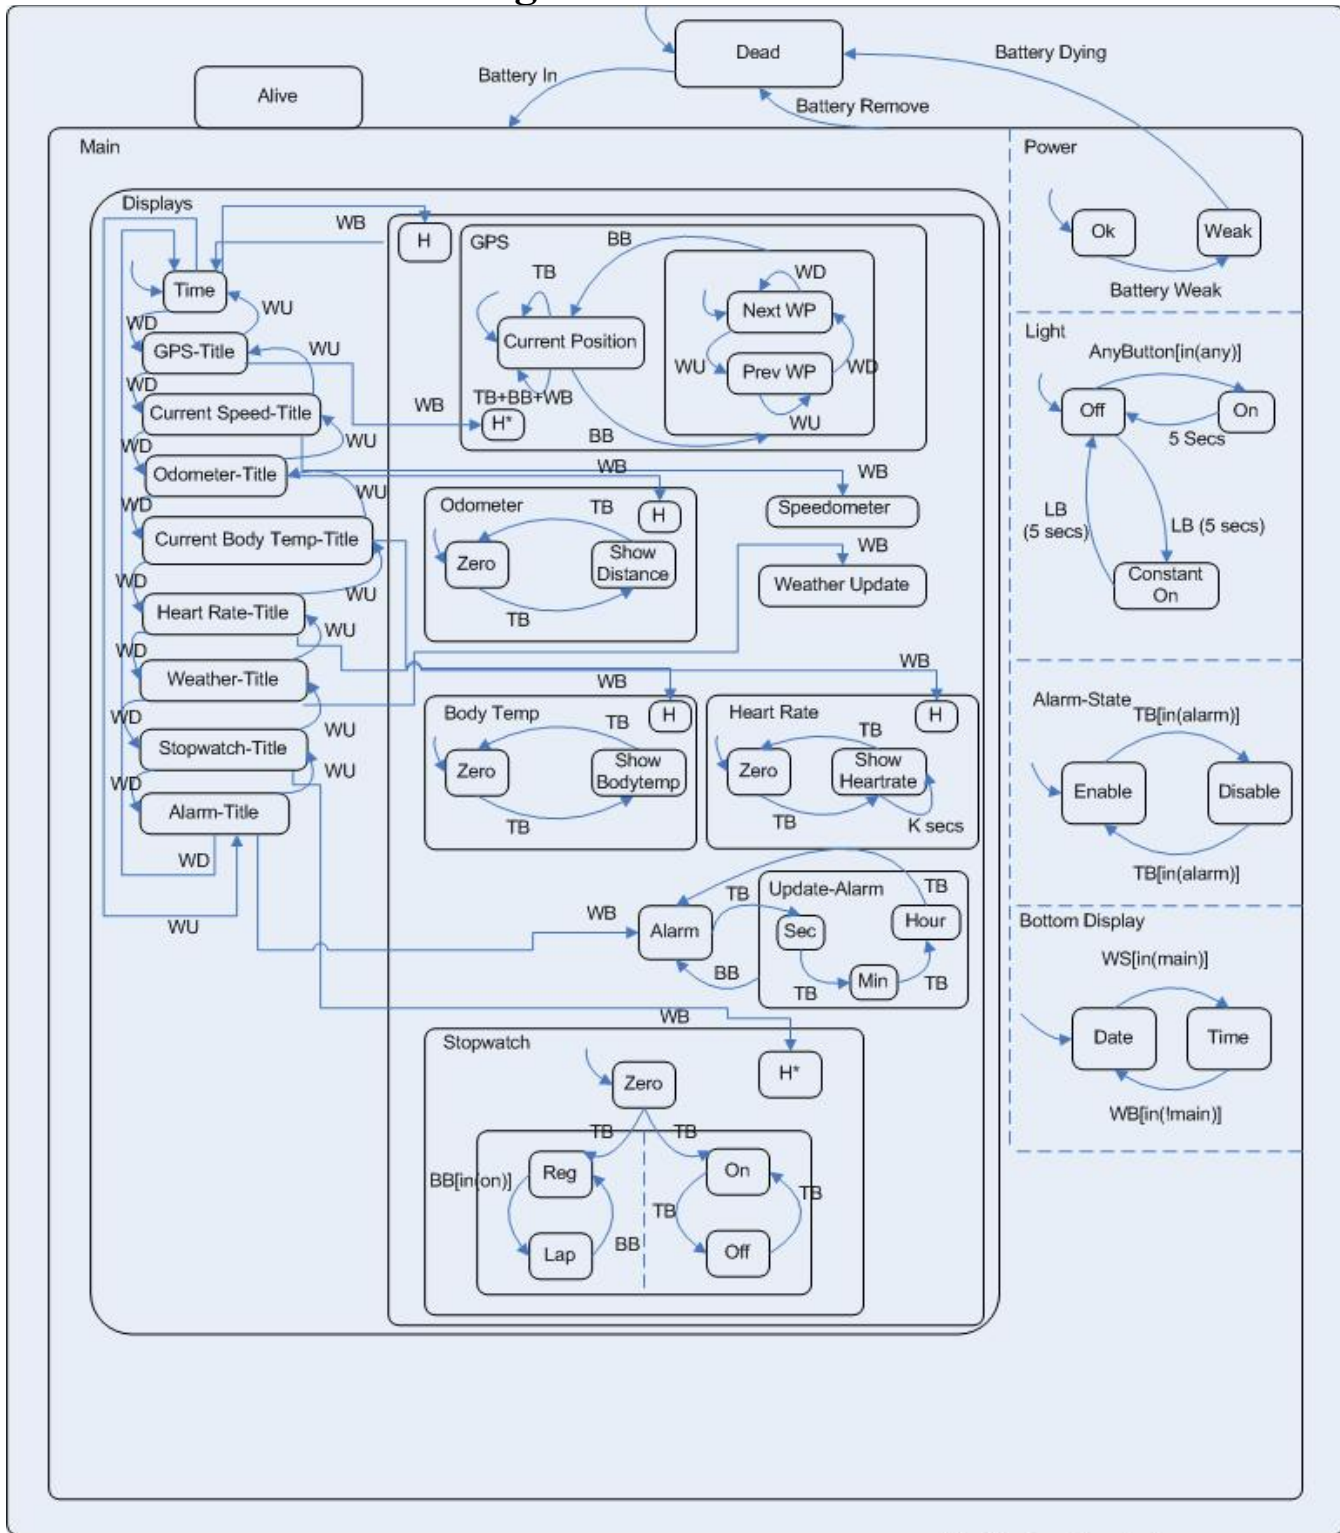 g
Dead
Battery Dying
Battery In
Alive
Battery Remove
Main
Power
Displays
WB
H
GPS
BB
Ok
Weak
TB
WD
Time
Next WP
Battery Weak
WU
WD
Light
Current Position
GPS-Title
WU
AnyButton[in(any)]
WU
Prev WP
WD
WD
TB+BB+WB
Current Speed-Title
WB
Off
On
H*
WU
WU
BB
5 Secs
WD
WB
WB
Odometer-Title
WU
Odometer
TB
H
Speedometer
WD
LB
(5 secs)
LB (5 secs)
Current Body Temp-Title
WB
Zero
Show
Distance
Constant
On
WD
Weather Update
WU
Heart Rate-Title
TB
WU
WD
WB
Weather-Title
WB
Alarm-State
WD
Body Temp
TB
H
Heart Rate
TB
H
TB[in(alarm)]
WU
Stopwatch-Title
Zero
Show
Bodytemp
Zero
Show
Heartrate
WU
WD
Enable
Disable
Alarm-Title
TB
TB
K secs
WD
TB[in(alarm)]
TB
Update-Alarm
TB
WB
WU
Alarm
Sec
Hour
Bottom Display
WS[in(main)]
BB
Min
TB
TB
WB
Stopwatch
Date
Time
Zero
H*
WB[in(!main)]
TB
TB
BB[in(on)]
Reg
On
TB
TB
BB
Lap
Off